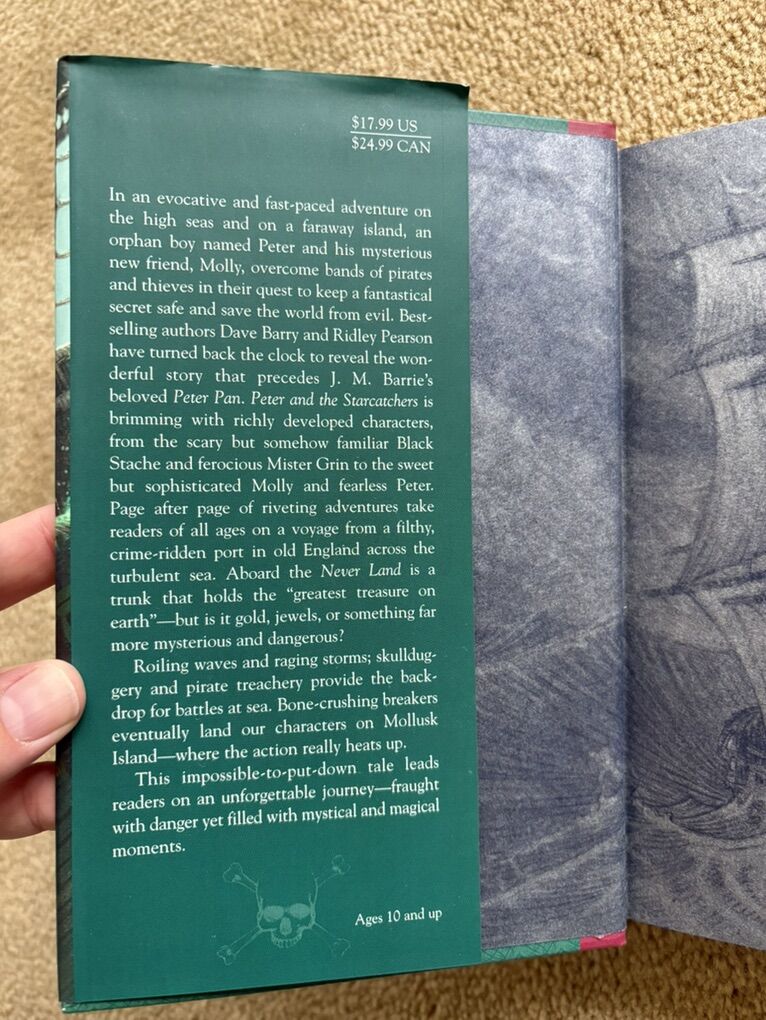 $17.99 US
$24.99 CAN
In an evocative and fast-paced adventure on
the high seas and on a faraway island, an
orphan boy named Peter and his mysterious
new friend, Molly, overcome bands of pirates
and thieves in their quest to keep a fantastical
secret safe and save the world from evil. Best-
selling authors Dave Barry and Ridley Pearson
have turned back the clock to reveal the won-
derful story that precedes J. M. Barrie's
beloved Peter Pan. Peter and the Starcatchers is
brimming with richly developed characters,
from the scary but somehow familiar Black
Stache and ferocious Mister Grin to the sweet
but sophisticated Molly and fearless Peter.
Page after page of riveting adventures take
readers of all ages on a voyage from a filthy,
crime-ridden port in old England across the
turbulent sea. Aboard the Never Land is a
trunk that holds the “greatest treasure on
earth”—but is it gold, jewels, or something far
more mysterious and dangerous?
Roiling waves and raging storms; skulldug-
gery and pirate treachery provide the back-
drop for battles at sea. Bone-crushing breakers
eventually land our characters on Mollusk
Island—where the action really heats up.
This impossible-to-put-down tale leads
readers on an unforgettable journey—fraught
with danger yet filled with mystical and magical
moments.
Ages 10 and up